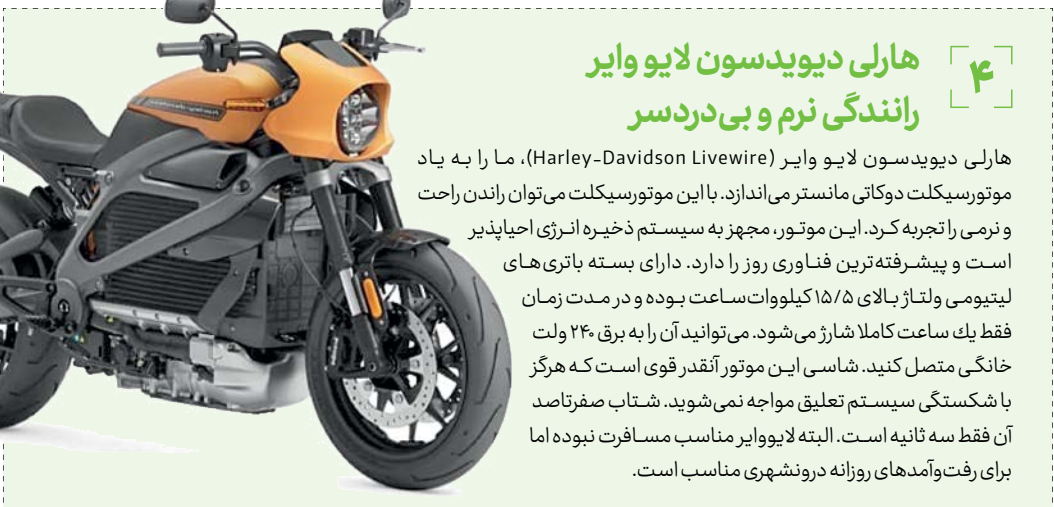 ۴
هارلی دیویدسون لایو وایر
رانندگی نرم و بی‌دردسر
هارلی دیویدسون لایو وایر (Harley-Davidson Livewire)، ما را به یاد
موتورسیکلت دوکاتی مانستر می‌اندازد. با این موتورسیکلت می‌توان راندن راحت
و نرمی را تجربه کرد. این موتور، مجهز به سیستم ذخیره انرژی احیاپذیر
است و پیشرفته‌ترین فناوری روز را دارد. دارای بسته باتری‌های
لیتیومی ولتاژ بالای ۱۵/۵ کیلووات‌ساعت بوده و در مدت زمان
فقط یك ساعت کاملا شارژ می‌شود. می‌توانید آن را به برق ۲۴۰ ولت
خانگی متصل کنید. شاسی این موتور آنقدر قوی است که هرگز
با شکستگی سیستم تعلیق مواجه نمی‌شوید. شتاب صفرتاصد
آن فقط سه ثانیه است. البته لایووایر مناسب مسافرت نبوده اما
برای رفت‌وآمدهای روزانه درون‌شهری مناسب است.